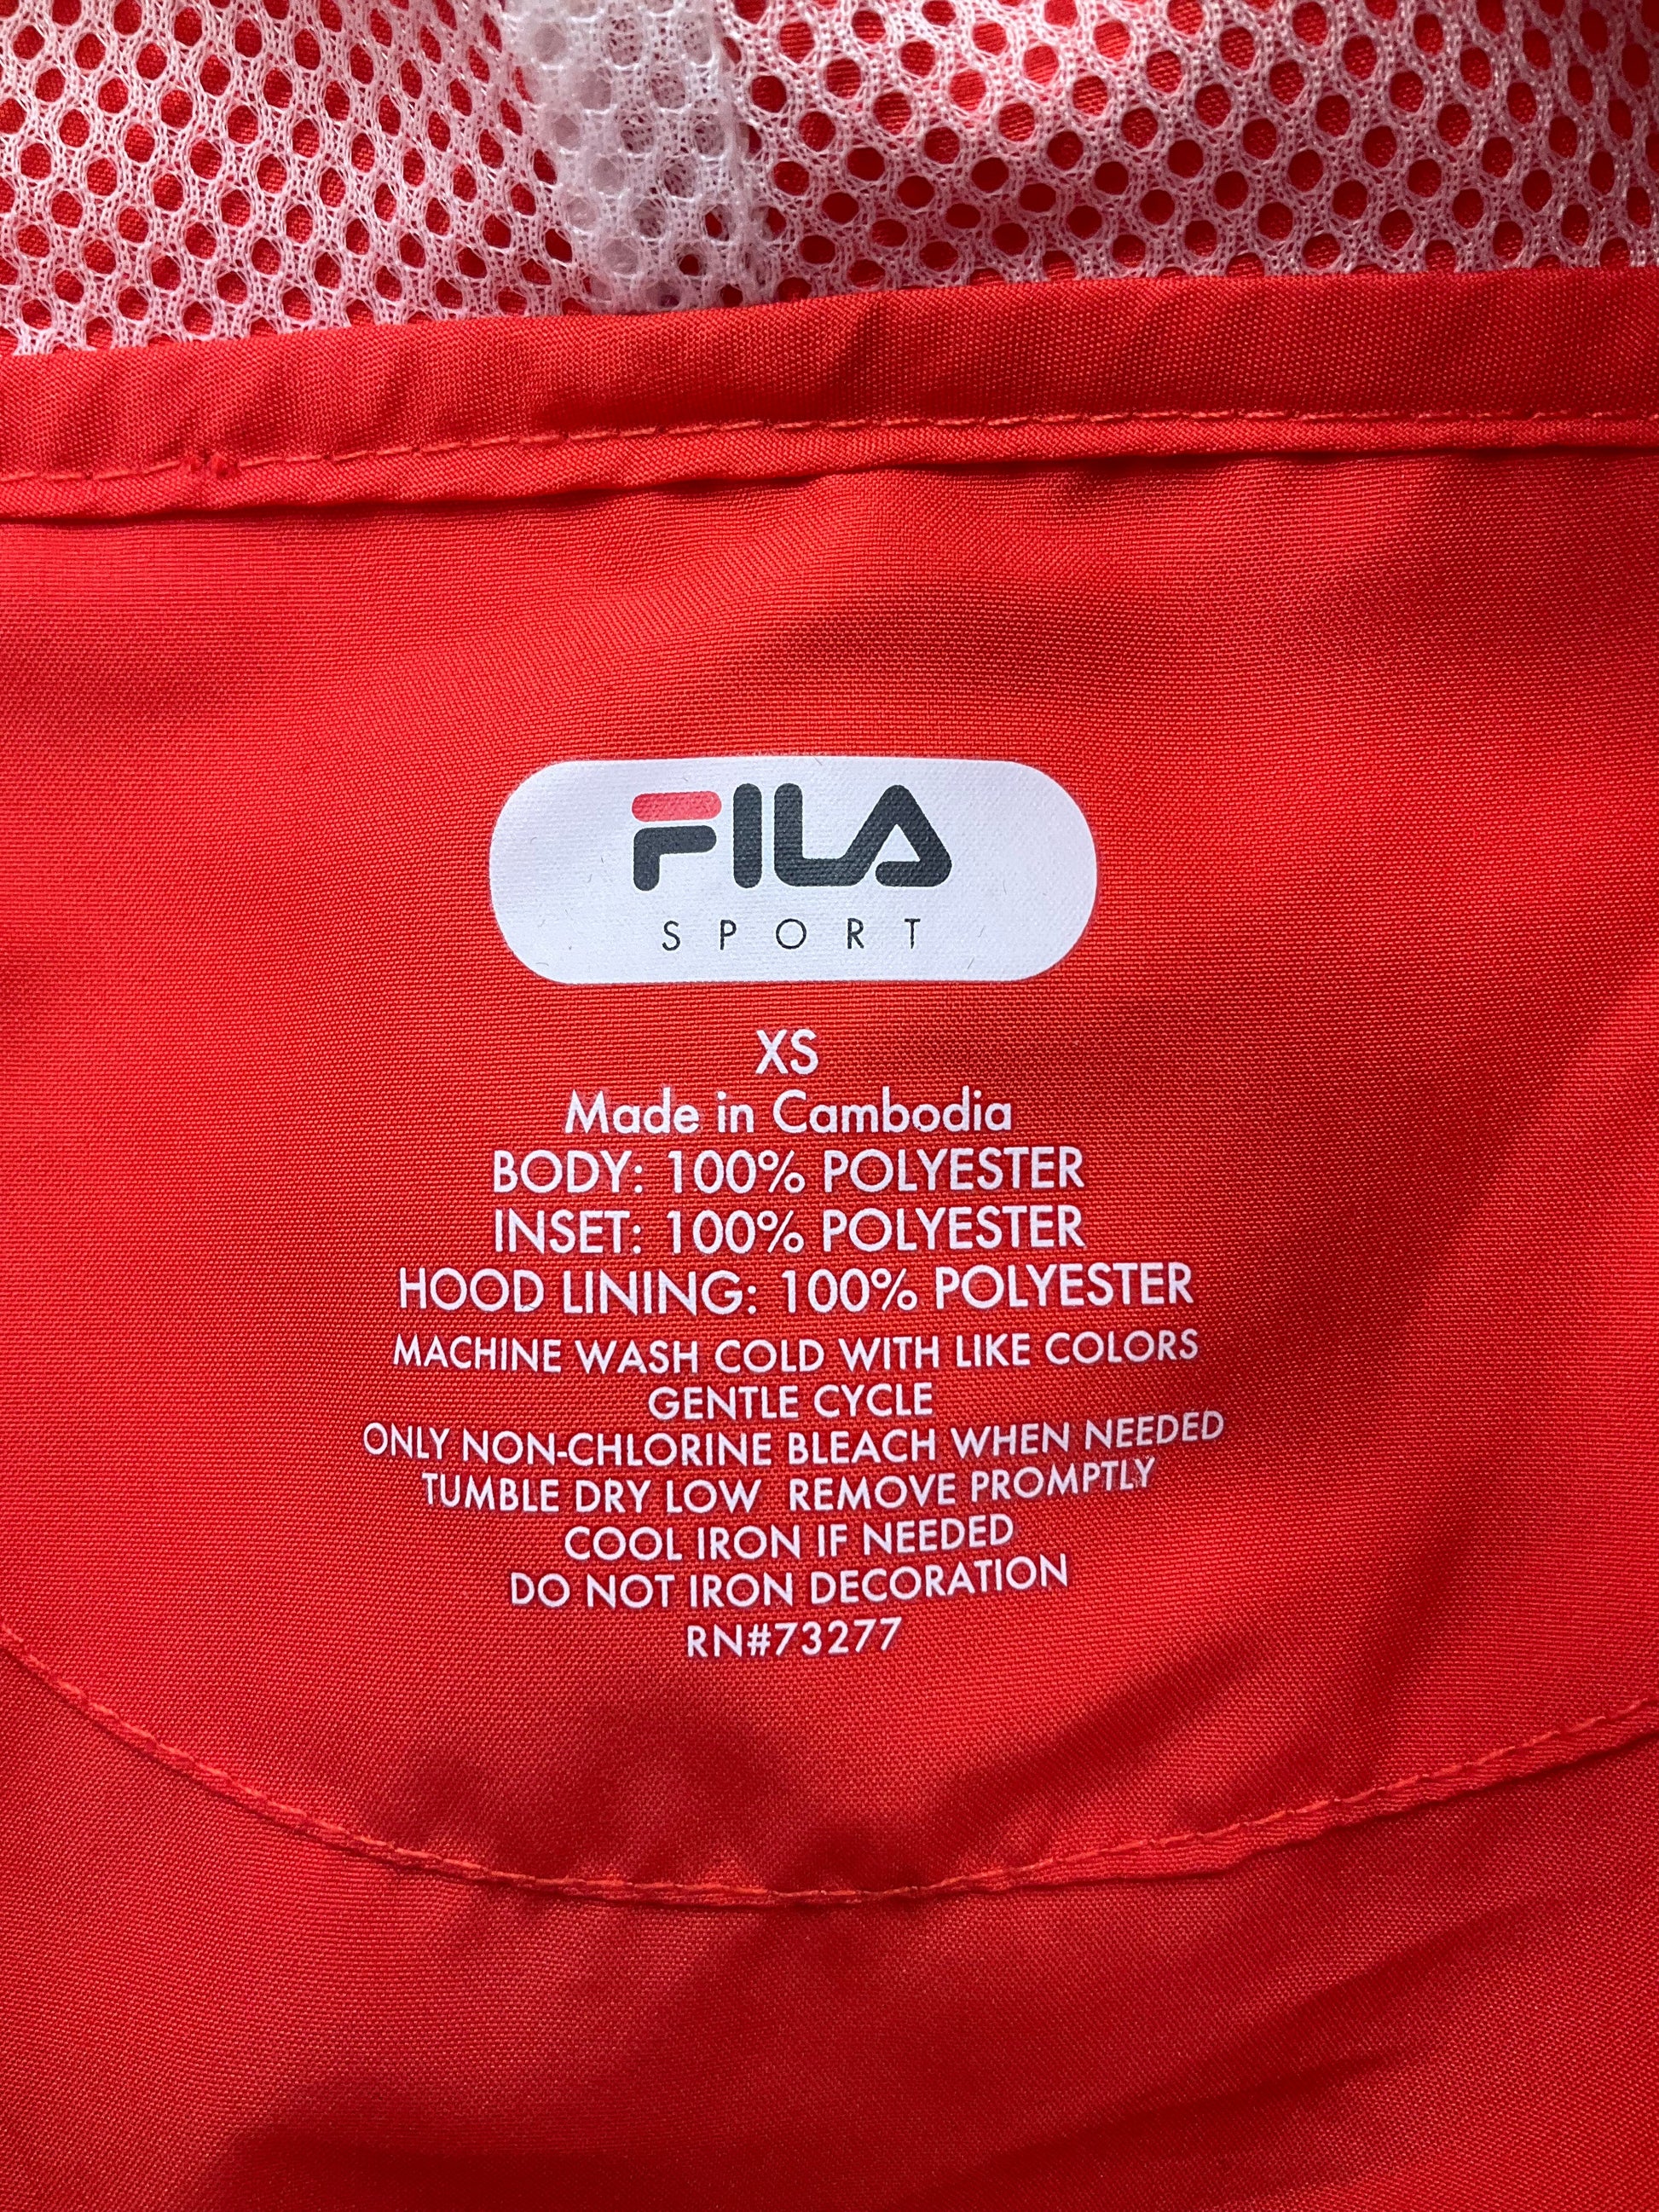 FILA
SPORT
XS
Made in Cambodia
BODY: 100% POLYESTER
INSET: 100% POLYESTER
HOOD LINING: 100% POLYESTER
MACHINE WASH COLD WITH LIKE COLORS
GENTLE CYCLE
ONLY NON-CHLORINE BLEACH WHEN NEEDED
TUMBLE DRY LOW  REMOVE PROMPTLY
COOL IRON IF NEEDED
DO NOT IRON DECORATION
RN#73277